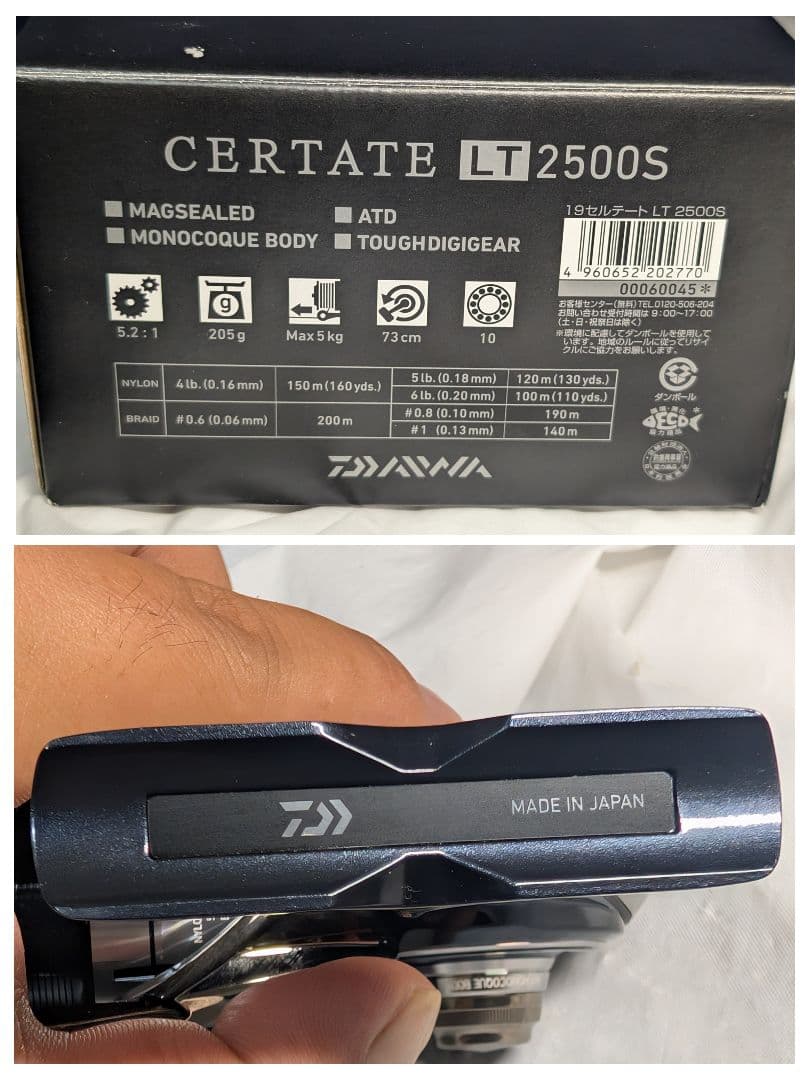 CERTATE LT 2500S
MAGSEALED
ATD
MONOCOQUE BODY
TOUGHDIGIGEAR
19セルテート LT 2500S
4 960652 202770
00060045*
お客様センター(無料)TEL0120-506-204
お問い合わせ受付時間は 9:00~17:00
(土・日・祝祭日は除く)
※環境に配慮してダンボールを使用して
います。地域のルールに従ってリサイ
クルにご協力をお願いします。
g
5.2:1
205g
Max5kg
73cm
10
NYLON 4lb.(0.16mm) 150m(160yds.) 5lb.(0.18mm) 120m(130yds.)
6lb.(0.20mm) 100m(110yds.)
BRAID #0.6(0.06mm) 200m #0.8(0.10mm) 190m
#1 (0.13mm) 140m
ダンボール
ECO
DAIWA
MADE IN JAPAN
NYLO
MONOCOQUE BODY